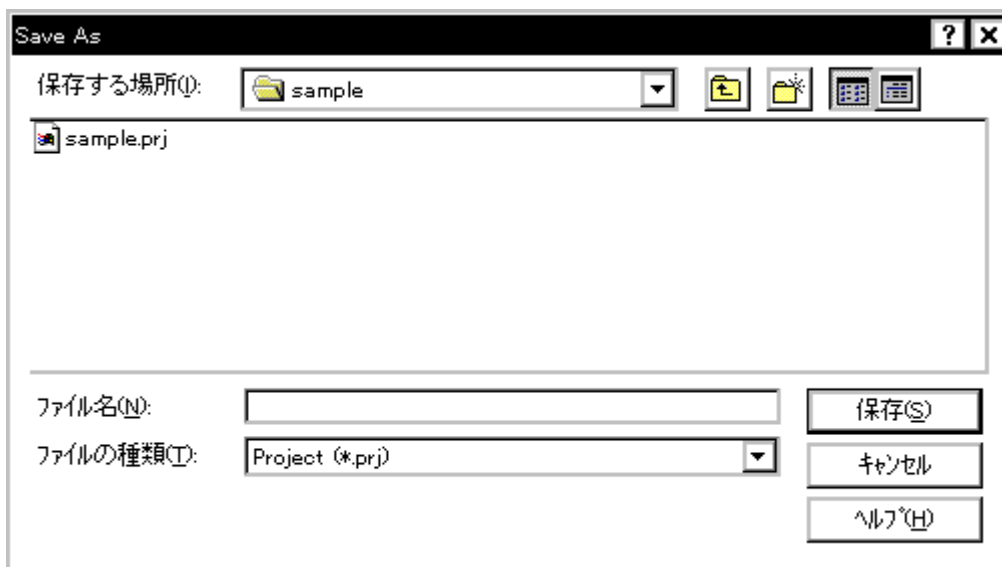 Save As
保存する場所(I):
sample
sample.prj
ファイル名(N):
保存(S)
ファイルの種類(T):
Project (*.prj)
キャンセル
ヘルプ(H)